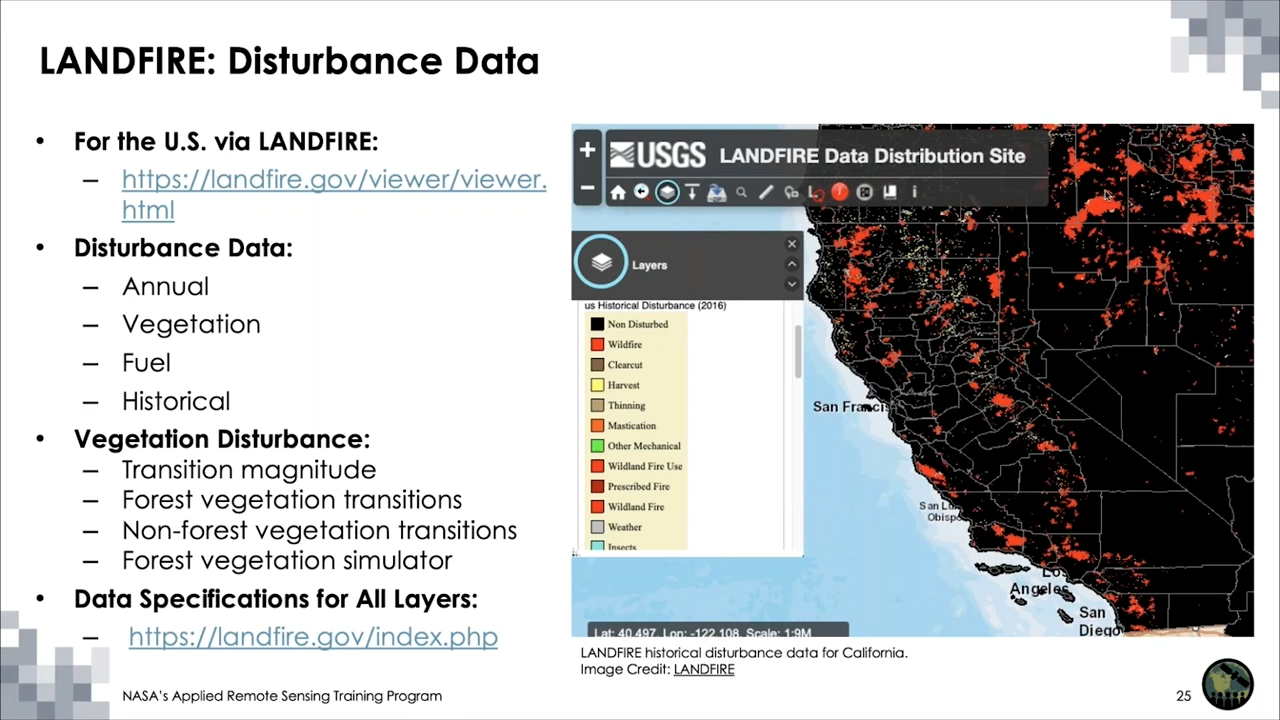 LANDFIRE: Disturbance Data
• For the U.S. via LANDFIRE:
– https://landfire.gov/viewer/viewer.
html
• Disturbance Data:
– Annual
– Vegetation
– Fuel
– Historical
• Vegetation Disturbance:
– Transition magnitude
– Forest vegetation transitions
– Non-forest vegetation transitions
– Forest vegetation simulator
• Data Specifications for All Layers:
– https://landfire.gov/index.php
USGS LANDFIRE Data Distribution Site
Layers
us Historical Disturbance (2016)
Non Disturbed
Wildfire
Clearcut
Harvest
Thinning
Mastication
Other Mechanical
Wildland Fire Use
Prescribed Fire
Wildland Fire
Weather
Insects
San Francis
San Lu
Obispo
Los
Angeles
San
Diego
Lat: 40.497, Lon: -122.108, Scale: 1:9M
LANDFIRE historical disturbance data for California.
Image Credit: LANDFIRE
NASA's Applied Remote Sensing Training Program
25